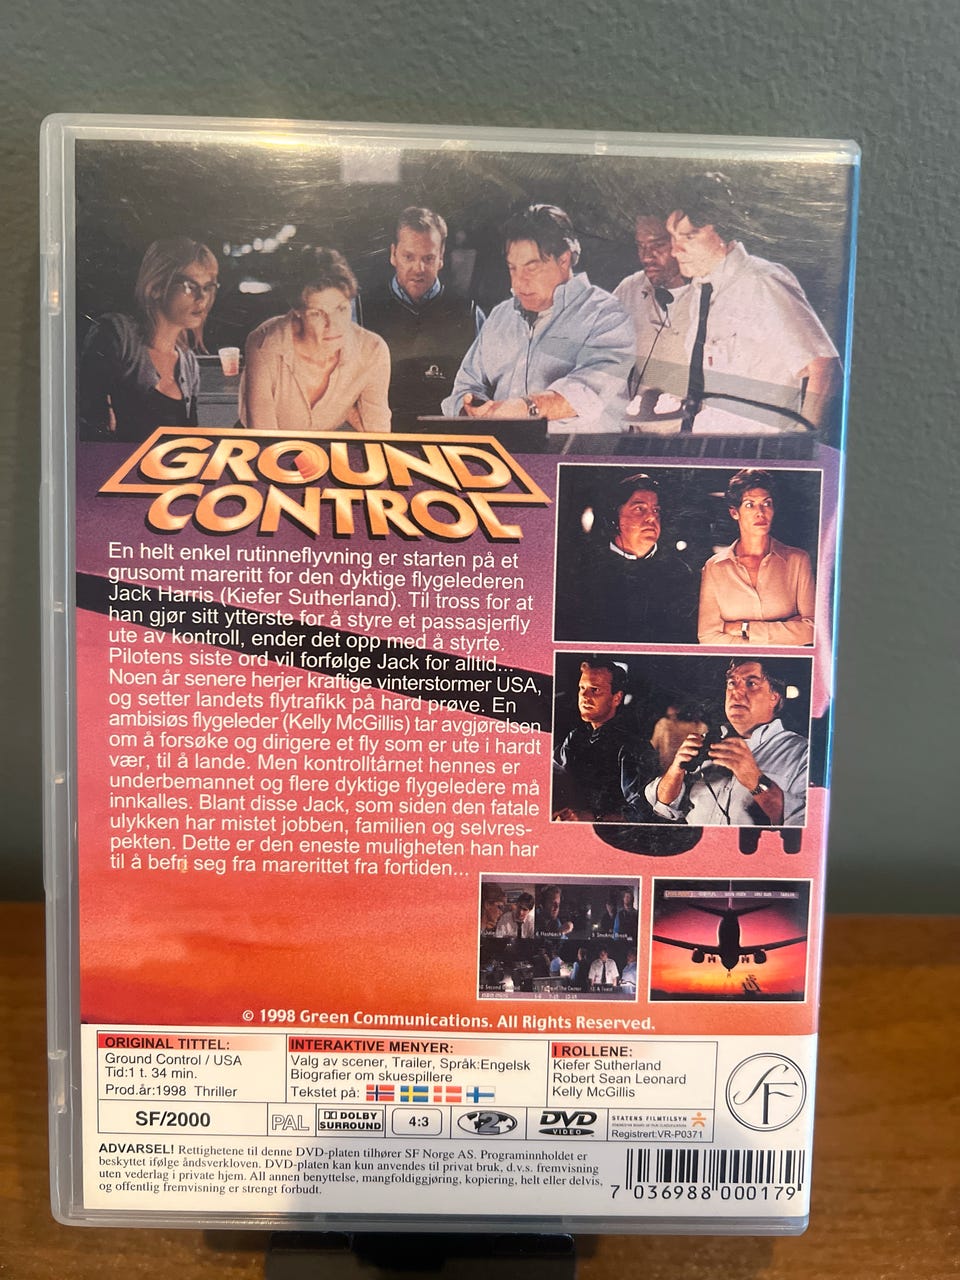 GROUND
CONTROL
En helt enkel rutinneflyvning er starten på et
grusomt mareritt for den dyktige flygelederen
Jack Harris (Kiefer Sutherland). Til tross for at
han gjør sitt ytterste for å styre et passasjerfly
ute av kontroll, ender det opp med å styrte.
Pilotens siste ord vil forfølge Jack for alltid...
Noen år senere herjer kraftige vinterstormer USA,
og setter landets flytrafikk på hard prøve. En
ambisiøs flygeleder (Kelly McGillis) tar avgjørelsen
om å forsøke og dirigere et fly som er ute i hardt
vær, til å lande. Men kontrolltårnet hennes er
underbemannet og flere dyktige flygeledere må
innkalles. Blant disse Jack, som siden den fatale
ulykken har mistet jobben, familien og selvres-
pekten. Dette er den eneste muligheten han har
til å befri seg fra marerittet fra fortiden...
© 1998 Green Communications. All Rights Reserved.
ORIGINAL TITTEL:
Ground Control / USA
Tid:1 t. 34 min.
Prod.år:1998 Thriller
INTERAKTIVE MENYER:
Valg av scener, Trailer, Språk:Engelsk
Biografier om skuespillere
Tekstet på:
I ROLLENE:
Kiefer Sutherland
Robert Sean Leonard
Kelly McGillis
SF
SF/2000
PAL
DOLBY
SURROUND
4:3
2
DVD
VIDEO
STATENS FILMTILSYN
Registrert:VR-P0371
ADVARSEL! Rettighetene til denne DVD-platen tilhører SF Norge AS. Programinnholdet er
beskyttet ifølge åndsverkloven. DVD-platen kan kun anvendes til privat bruk, d.v.s. fremvisning
uten vederlag i private hjem. All annen benyttelse, mangfoldiggjøring, kopiering, helt eller delvis,
og offentlig fremvisning er strengt forbudt.
7 036988 000179